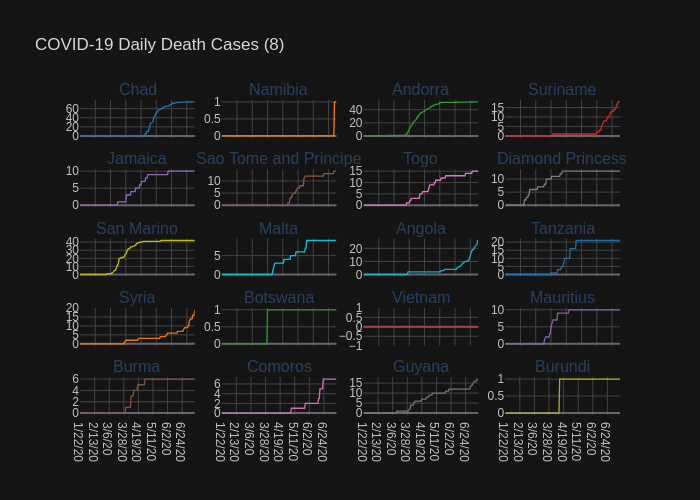 COVID-19 Daily Death Cases (8)
Chad Namibia Andorra Suriname
60 40 20 0 1 0.5 0 40 20 0 15 10 5 0
Jamaica Sao Tome and Principe Togo Diamond Princess
10 5 0 10 5 0 15 10 5 0 10 5 0
San Marino Malta Angola Tanzania
40 30 20 10 0 5 0 20 10 0 20 15 10 5 0
Syria Botswana Vietnam Mauritius
20 15 10 5 0 1 0.5 0 1 0.5 0 −0.5 −1 10 5 0
Burma Comoros Guyana Burundi
6 4 2 0 6 4 2 0 15 10 5 0 1 0.5 0
1/22/20 2/13/20 3/6/20 3/28/20 4/19/20 5/11/20 6/2/20 6/24/20 1/22/20 2/13/20 3/6/20 3/28/20 4/19/20 5/11/20 6/2/20 6/24/20 1/22/20 2/13/20 3/6/20 3/28/20 4/19/20 5/11/20 6/2/20 6/24/20 1/22/20 2/13/20 3/6/20 3/28/20 4/19/20 5/11/20 6/2/20 6/24/20